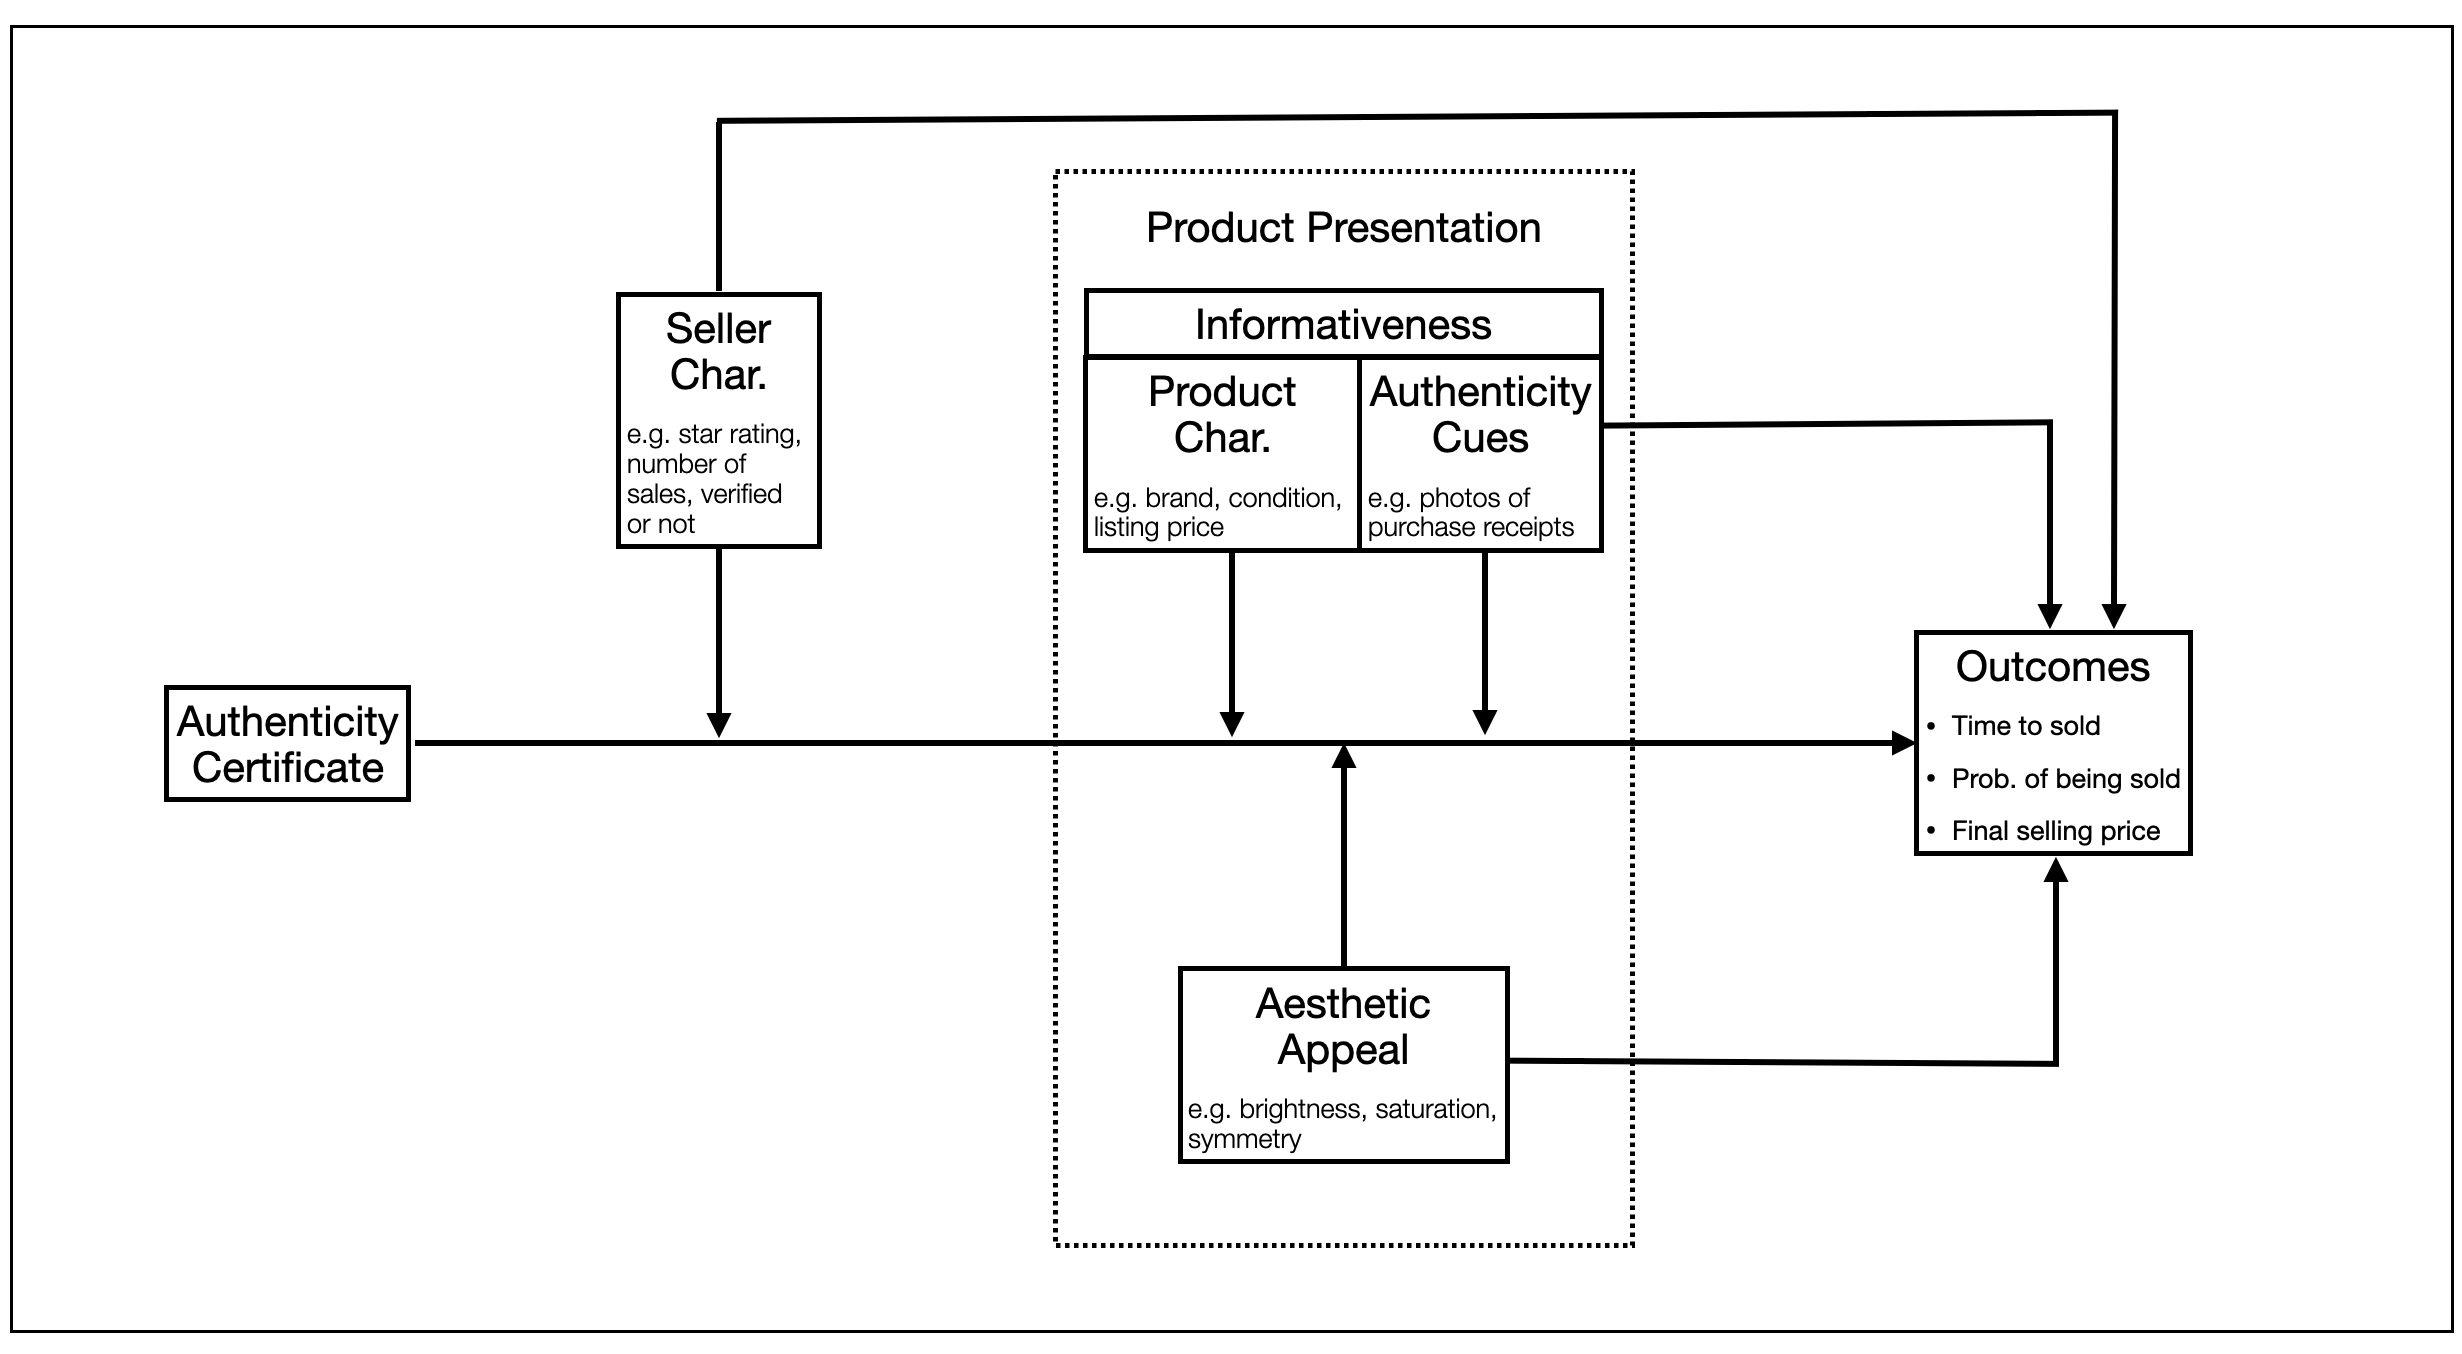 Product Presentation
Informativeness
Seller
Char.
e.g. star rating,
number of
sales, verified
or not
Product
Char.
e.g. brand, condition,
listing price
Authenticity
Cues
e.g. photos of
purchase receipts
Authenticity
Certificate
Outcomes
• Time to sold
• Prob. of being sold
• Final selling price
Aesthetic
Appeal
e.g. brightness, saturation,
symmetry